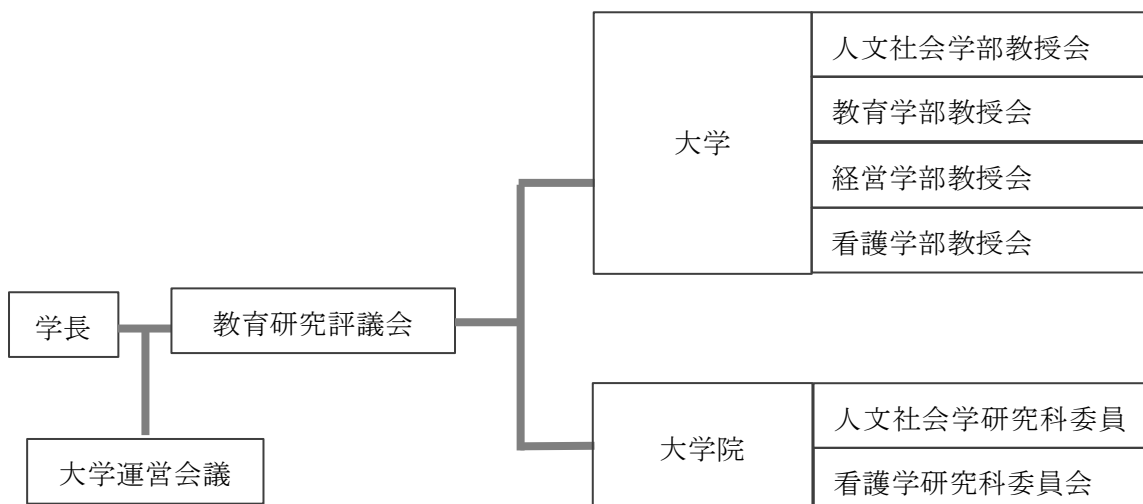 人文社会学部教授会
教育学部教授会
大学
経営学部教授会
看護学部教授会
学長
教育研究評議会
大学運営会議
大学院
人文社会学研究科委員
看護学研究科委員会